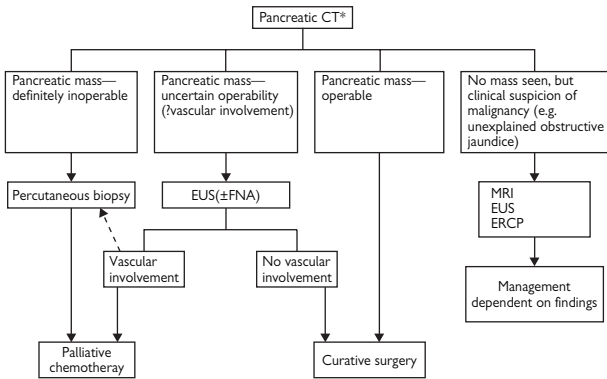 Pancreatic CT*
Pancreatic mass—
definitely inoperable
Pancreatic mass—
uncertain operability
(?vascular involvement)
Pancreatic mass—
operable
No mass seen, but
clinical suspicion of
malignancy (e.g.
unexplained obstructive
jaundice)
Percutaneous biopsy
EUS(±FNA)
MRI
EUS
ERCP
Vascular
involvement
No vascular
involvement
Management
dependent on findings
Palliative
chemotheray
Curative surgery